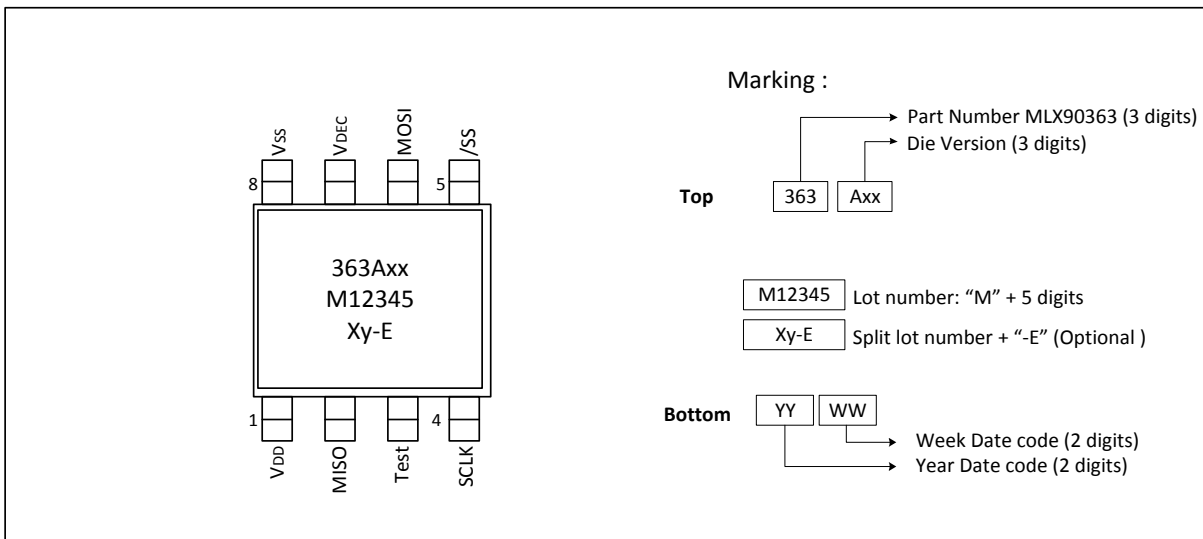 VSS
VDEC
MOSI
/SS
8
5
363Axx
M12345
Xy-E
1
4
VDD
MISO
Test
SCLK
Marking :
Part Number MLX90363 (3 digits)
Die Version (3 digits)
Top
363
Axx
M12345
Lot number: “M” + 5 digits
Xy-E
Split lot number + “-E” (Optional )
Bottom
YY
WW
Week Date code (2 digits)
Year Date code (2 digits)